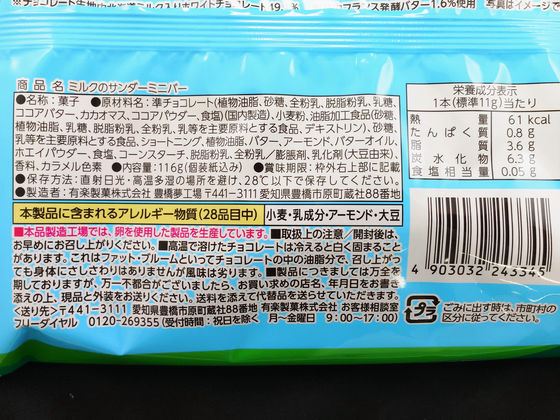 ※チョコレート生地中北海道ミルク入りホワイトチョコレート19.
フランス発酵バター1.6%使用 写真はイメージで
商品名 ミルクのサンダーミニバー
●名称:菓子 ●原材料名:準チョコレート(植物油脂、砂糖、全粉乳、脱脂粉乳、乳糖、
ココアバター、カカオマス、ココアパウダー、食塩)(国内製造)、小麦粉、油脂加工食品(砂糖、
植物油脂、乳糖、脱脂粉乳、全粉乳、乳等を主要原料とする食品、デキストリン)、砂糖、
乳等を主要原料とする食品、ショートニング、植物油脂、バター、アーモンド、バターオイル、
ホエイパウダー、食塩、コーンスターチ、脱脂粉乳、全粉乳/膨脹剤、乳化剤(大豆由来)、
香料、カラメル色素 ●内容量:116g(個装紙込み) ●賞味期限:枠外右上部に記載
●保存方法:直射日光・高温多湿の場所を避け、28℃以下で保存してください。
●製造者:有楽製菓株式会社 豊橋夢工場 〒441-3111 愛知県豊橋市原町蔵社88番地
本製品に含まれるアレルギー物質(28品目中) 小麦・乳成分・アーモンド・大豆
■本品製造工場では、卵を使用した製品を生産しています。■取扱上の注意/開封後は、
お早めにお召し上がりください。■高温で溶けたチョコレートは冷えると白く固まるこ
とがあります。これはファット・ブルームといってチョコレートの中の油脂分で、召し上がっ
ても身体にさしさわりはありませんが風味は劣ります。■製品につきましては万全を
期しておりますが、万一不都合がございましたら、お買い求めの店名、年月日をお書き
添えの上、現品と外装をお送りください。送料を添えて代替品を送らせていただきます。
<送り先>〒441-3111 愛知県豊橋市原町蔵社88番地 有楽製菓株式会社 お客様相談室
フリーダイヤル 0120-269355(受付時間:祝日を除く 月〜金曜日 9:00〜17:00)
栄養成分表示
1本(標準11g)当たり
熱量 61kcal
たんぱく質 0.8g
脂質 3.6g
炭水化物 6.3g
食塩相当量 0.05g
4 903032 243345
プラ
ごみに出す時は、市町村の
区分に従ってください。